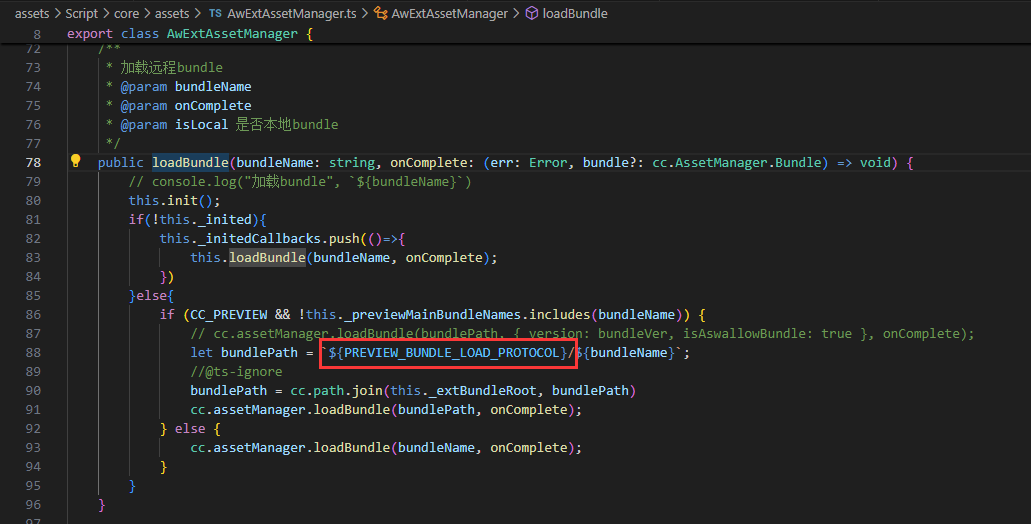 assets > Script > core > assets > TS AwExtAssetManager.ts > AwExtAssetManager > loadBundle
8 export class AwExtAssetManager {
72 /**
73 * 加载远程bundle
74 * @param bundleName
75 * @param onComplete
76 * @param isLocal 是否本地bundle
77 */
78 public loadBundle(bundleName: string, onComplete: (err: Error, bundle?: cc.AssetManager.Bundle) => void) {
79 // console.log("加载bundle", `${bundleName}`)
80 this.init();
81 if(!this._inited){
82 this._initedCallbacks.push(()=>{
83 this.loadBundle(bundleName, onComplete);
84 })
85 }else{
86 if (CC_PREVIEW && !this._previewMainBundleNames.includes(bundleName)) {
87 // cc.assetManager.loadBundle(bundlePath, { version: bundleVer, isAswallowBundle: true }, onComplete);
88 let bundlePath = `${PREVIEW_BUNDLE_LOAD_PROTOCOL}/${bundleName}`;
89 //@ts-ignore
90 bundlePath = cc.path.join(this._extBundleRoot, bundlePath)
91 cc.assetManager.loadBundle(bundlePath, onComplete);
92 } else {
93 cc.assetManager.loadBundle(bundleName, onComplete);
94 }
95 }
96 }
97